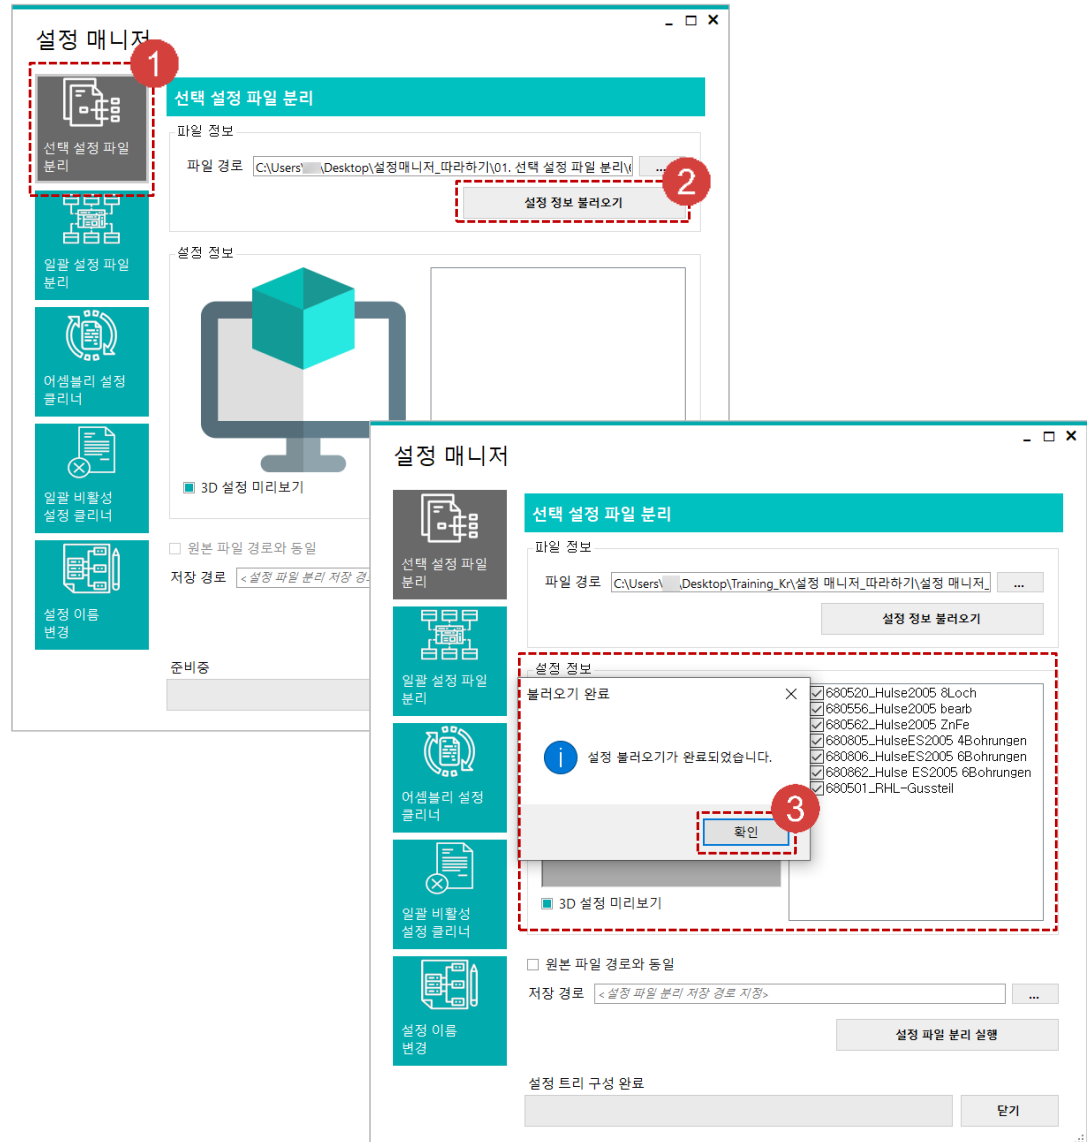 설정 매니저
1
선택 설정 파일
분리
일괄 설정 파일
분리
어셈블리 설정
클리너
일괄 비활성
설정 클리너
설정 이름
변경
선택 설정 파일 분리
파일 정보
파일 경로 C:\Users\ \Desktop\설정매니저_따라하기\01. 선택 설정 파일 분리\ ...
2
설정 정보 불러오기
설정 정보
3D 설정 미리보기
원본 파일 경로와 동일
저장 경로 <설정 파일 분리 저장 경
준비중
설정 매니저
선택 설정 파일
분리
일괄 설정 파일
분리
어셈블리 설정
클리너
일괄 비활성
설정 클리너
설정 이름
변경
선택 설정 파일 분리
파일 정보
파일 경로 C:\Users\ \Desktop\Training_Kr\설정 매니저_따라하기\설정 매니저_ ...
설정 정보 불러오기
설정 정보
불러오기 완료
설정 불러오기가 완료되었습니다.
3
확인
680520_Hulse2005 8Loch
680556_Hulse2005 bearb
680562_Hulse2005 ZnFe
680805_HulseES2005 4Bohrungen
680806_HulseES2005 6Bohrungen
680862_Hulse ES2005 6Bohrungen
680501_RHL-Gussteil
3D 설정 미리보기
원본 파일 경로와 동일
저장 경로 <설정 파일 분리 저장 경로 지정> ...
설정 파일 분리 실행
설정 트리 구성 완료
닫기